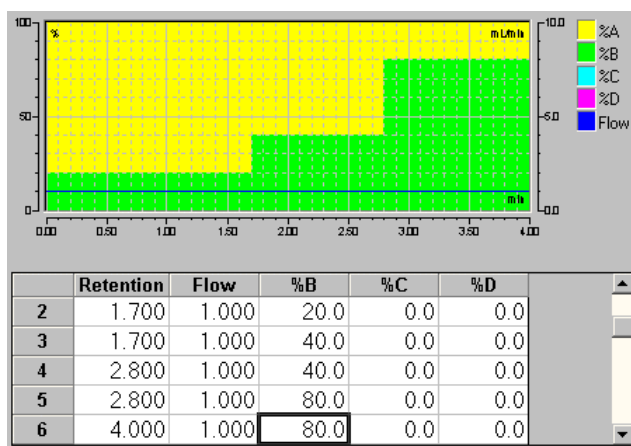 100 % mL/min 10.0 %A
%B
%C
50 5.0 %D
Flow
0 min 0.0
0.00 0.50 1.00 1.50 2.00 2.50 3.00 3.50 4.00
Retention Flow %B %C %D
2 1.700 1.000 20.0 0.0 0.0
3 1.700 1.000 40.0 0.0 0.0
4 2.800 1.000 40.0 0.0 0.0
5 2.800 1.000 80.0 0.0 0.0
6 4.000 1.000 80.0 0.0 0.0